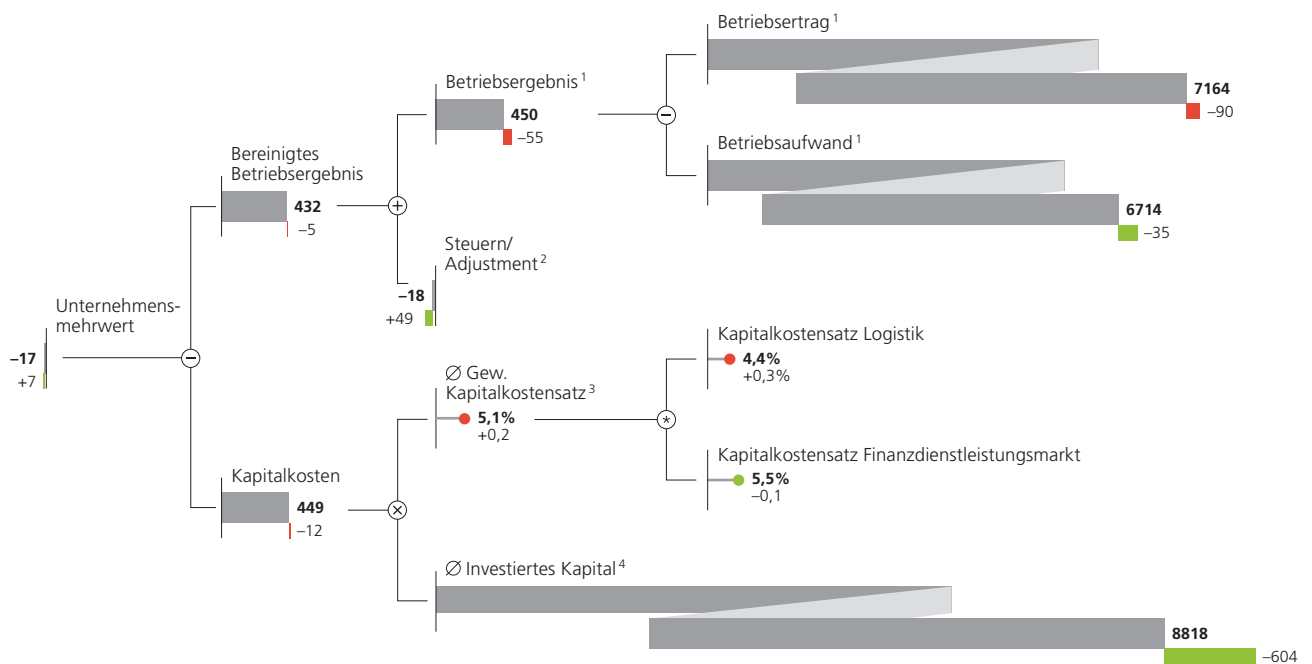 Betriebsertrag 1
7164
–90
Betriebsergebnis 1
450
–55
–
Betriebsaufwand 1
6714
–35
Bereinigtes
Betriebsergebnis
432
–5
+
Steuern/
Adjustment 2
–18
+49
Unternehmens-
mehrwert
–17
+7
–
Kapitalkostensatz Logistik
4,4%
+0,3%
Ø Gew.
Kapitalkostensatz 3
5,1%
+0,2
*
Kapitalkostensatz Finanzdienstleistungsmarkt
5,5%
–0,1
Kapitalkosten
449
–12
×
Ø Investiertes Kapital 4
8818
–604